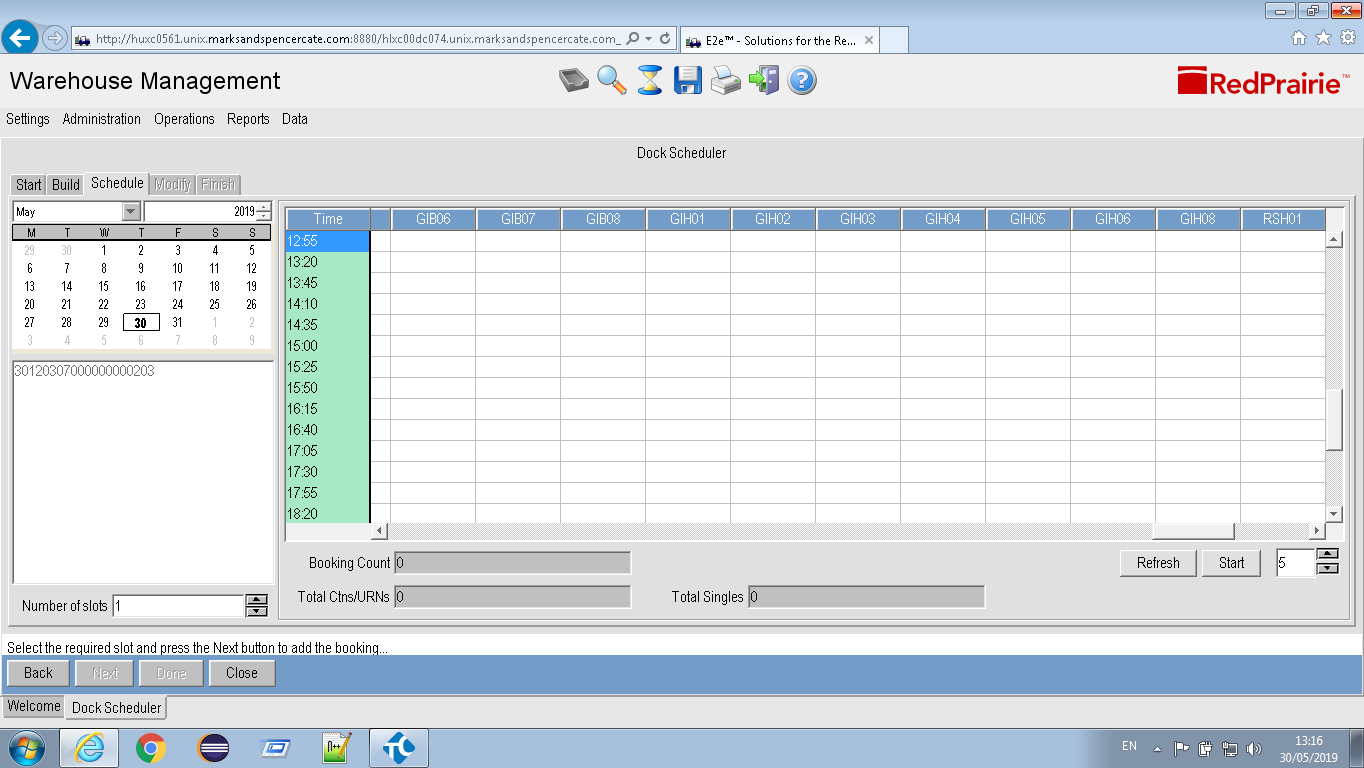 http://huxc0561.unix.marksandspencercate.com:8880/hlxc00dc074.unix.marksandspencercate.com_
E2e™ - Solutions for the Re...
Warehouse Management
RedPrairie™
Settings Administration Operations Reports Data
Dock Scheduler
Start Build Schedule Modify Finish
May 2019
M T W T F S S
29 30 1 2 3 4 5
6 7 8 9 10 11 12
13 14 15 16 17 18 19
20 21 22 23 24 25 26
27 28 29 30 31 1 2
3 4 5 6 7 8 9
30120307000000000203
Number of slots 1
Time GIB06 GIB07 GIB08 GIH01 GIH02 GIH03 GIH04 GIH05 GIH06 GIH08 RSH01
12:55
13:20
13:45
14:10
14:35
15:00
15:25
15:50
16:15
16:40
17:05
17:30
17:55
18:20
Booking Count 0
Refresh Start 5
Total Ctns/URNs 0 Total Singles 0
Select the required slot and press the Next button to add the booking...
Back Next Done Close
Welcome Dock Scheduler
EN
13:16
30/05/2019